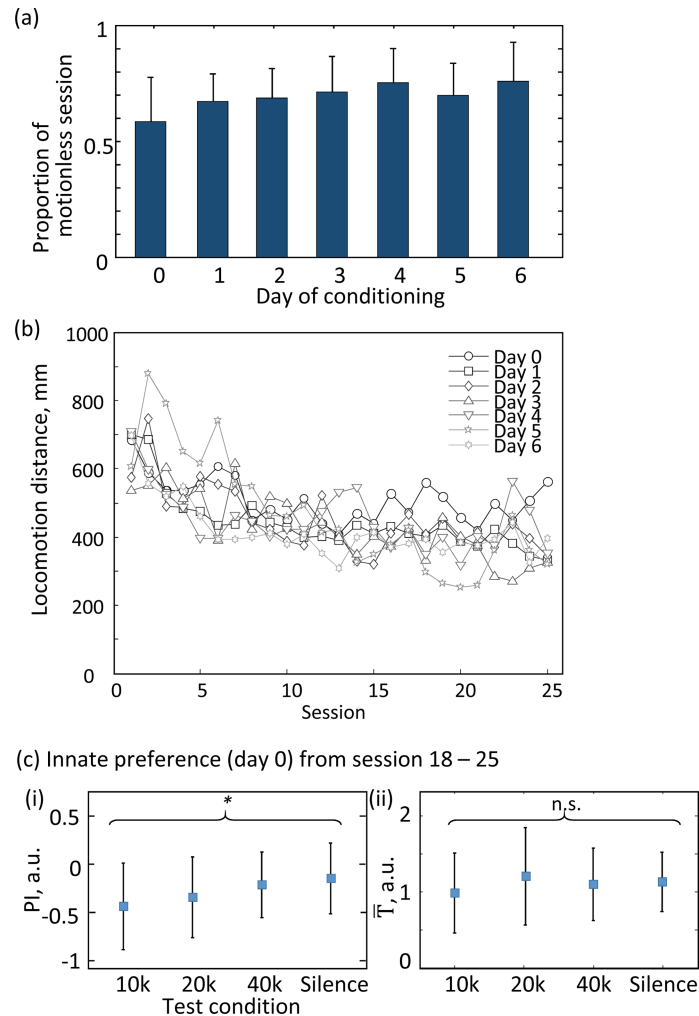 (a)
Proportion of
motionless session
1
0.5
0
0 1 2 3 4 5 6
Day of conditioning
(b)
Locomotion distance, mm
1000
800
600
400
200
0
Day 0
Day 1
Day 2
Day 3
Day 4
Day 5
Day 6
0 5 10 15 20 25
Session
(c) Innate preference (day 0) from session 18 – 25
(i)
PI, a.u.
0.5
0
-0.5
-1
*
10k 20k 40k Silence
Test condition
(ii)
T̅, a.u.
2
1
0
n.s.
10k 20k 40k Silence